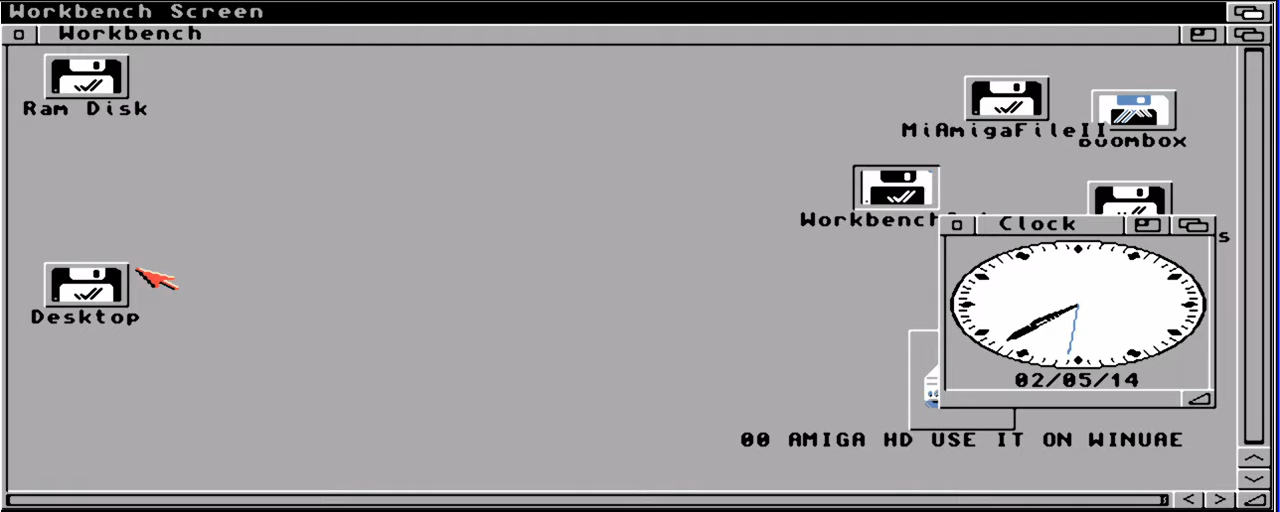 Workbench Screen
Workbench
Ram Disk
MiAmigaFileII
Boombox
Workbench
s
Clock
Desktop
02/05/14
00 AMIGA HD USE IT ON WINUAE